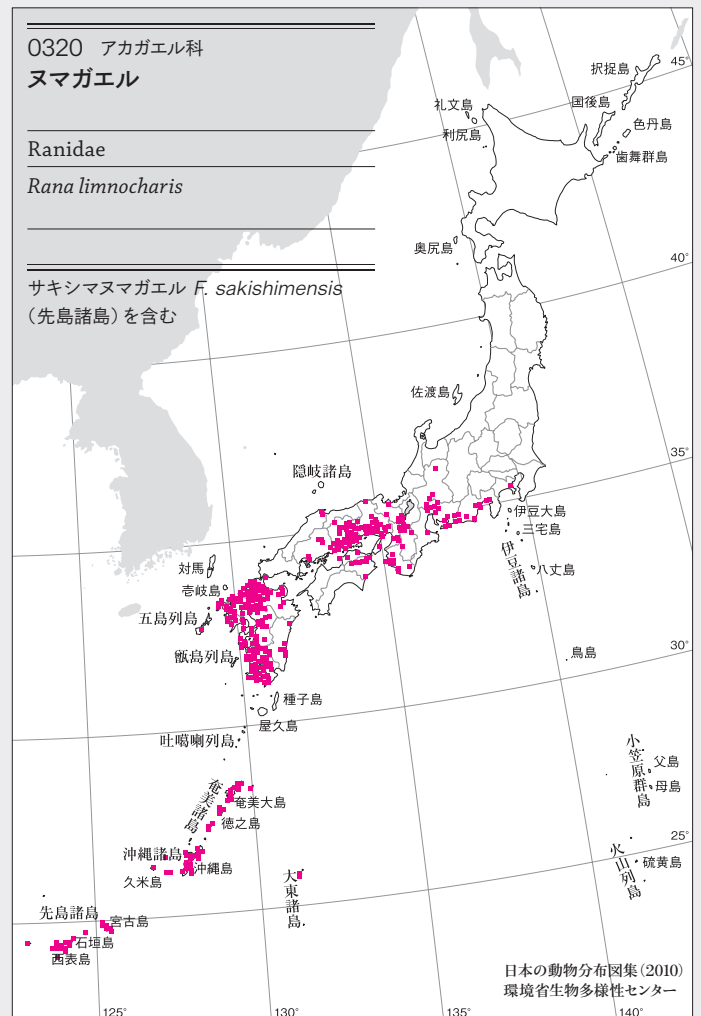 0320 アカガエル科
ヌマガエル
Ranidae
Rana limnocharis
サキシマヌマガエル F. sakishimensis
（先島諸島）を含む
択捉島
45°
礼文島
国後島
利尻島
色丹島
歯舞群島
奥尻島
40°
佐渡島
35°
隠岐諸島
伊豆大島
三宅島
伊豆諸島
八丈島
対馬
壱岐島
五島列島
甑島列島
鳥島
30°
種子島
屋久島
吐噶喇列島
小笠原群島
父島
母島
奄美諸島
奄美大島
徳之島
25°
沖縄諸島
沖縄島
久米島
大東諸島
火山列島
硫黄島
先島諸島
宮古島
石垣島
西表島
日本の動物分布図集(2010)
環境省生物多様性センター
125°
130°
135°
140°